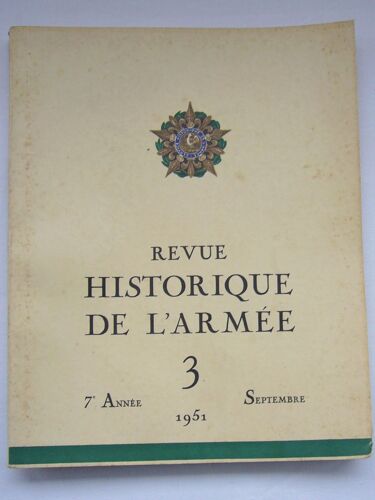 REVUE
HISTORIQUE
DE L'ARMÉE
3
7e ANNÉE SEPTEMBRE
1951